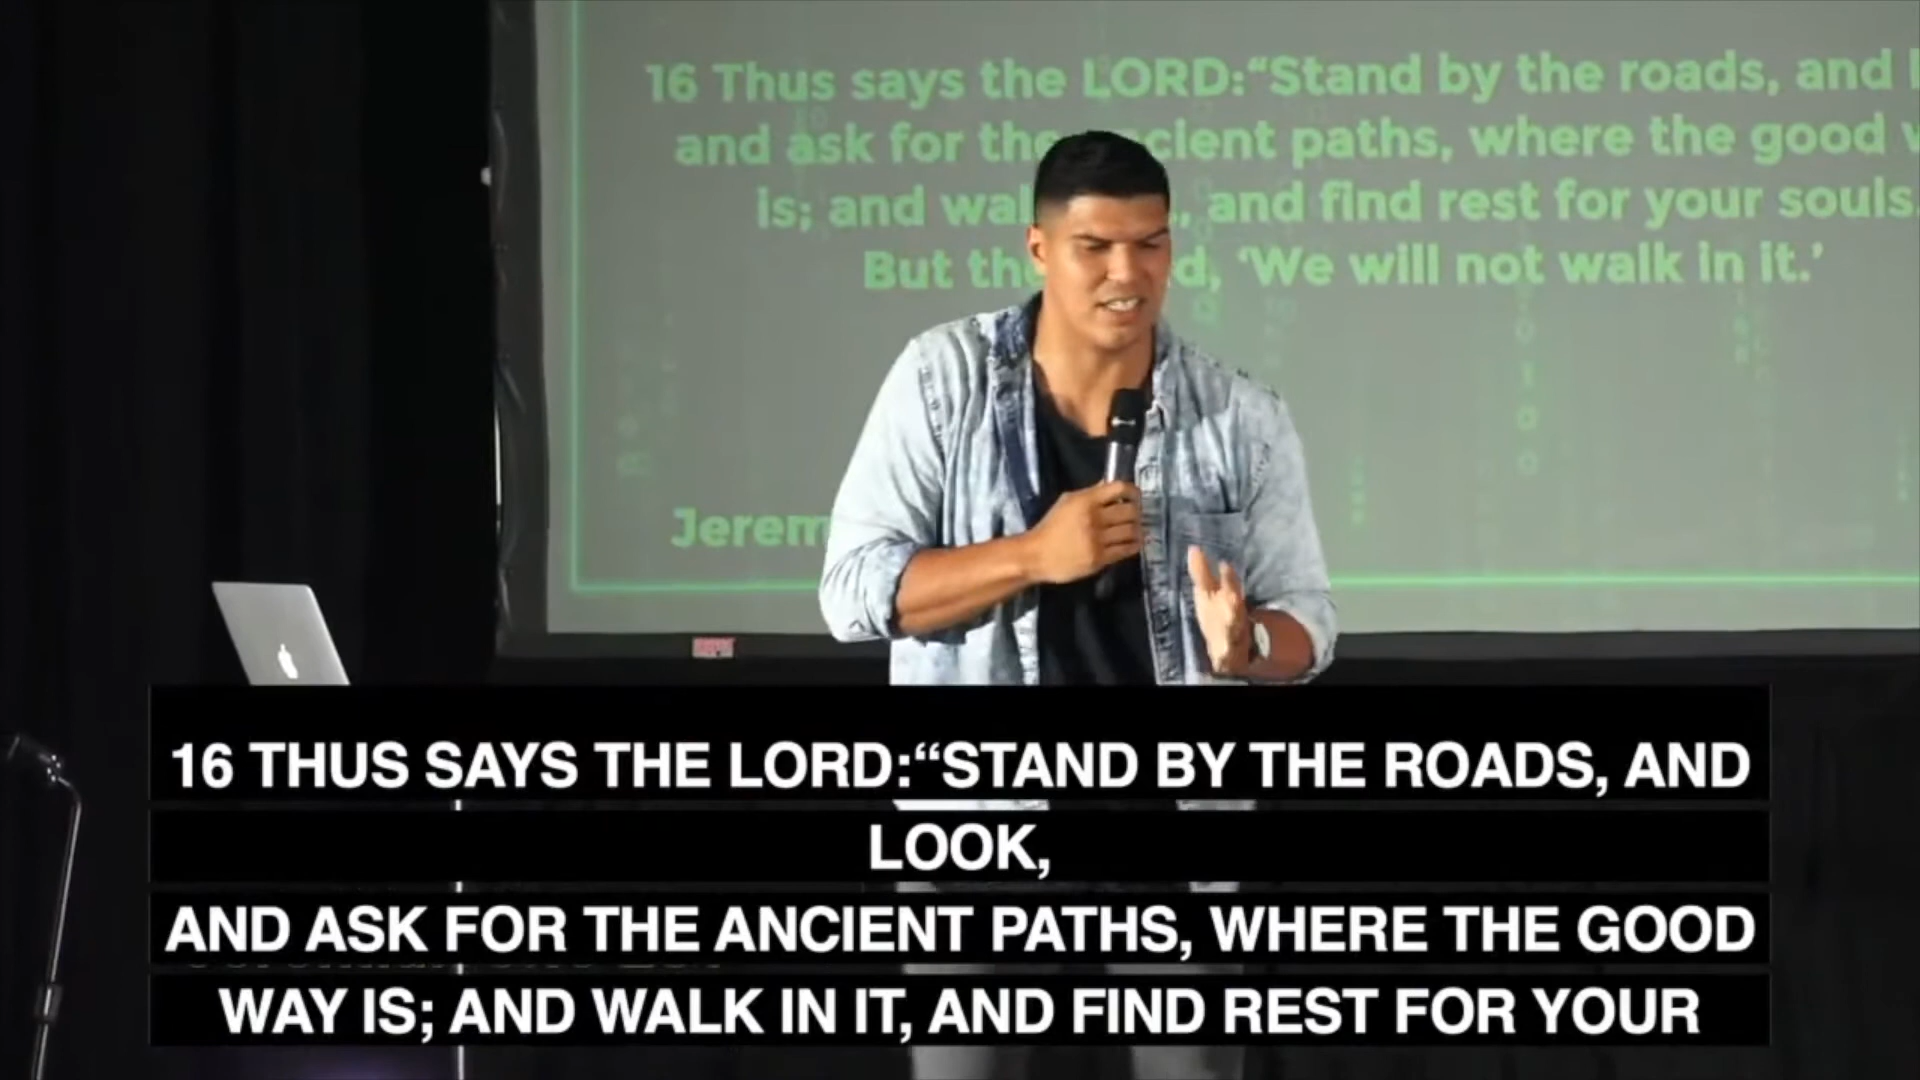 16 Thus says the LORD:“Stand by the roads, and
and ask for the ancient paths, where the good
is; and walk, and find rest for your souls.
But they, ‘We will not walk in it.’
Jerem
16 THUS SAYS THE LORD:“STAND BY THE ROADS, AND
LOOK,
AND ASK FOR THE ANCIENT PATHS, WHERE THE GOOD
WAY IS; AND WALK IN IT, AND FIND REST FOR YOUR